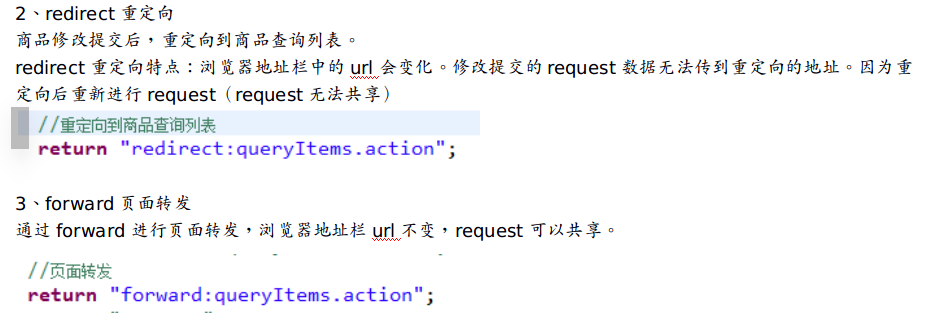 2、redirect 重定向
商品修改提交后，重定向到商品查询列表。
redirect 重定向特点：浏览器地址栏中的 url 会变化。修改提交的 request 数据无法传到重定向的地址。因为重
定向后重新进行 request（request 无法共享）
//重定向到商品查询列表
return "redirect:queryItems.action";
3、forward 页面转发
通过 forward 进行页面转发，浏览器地址栏 url 不变，request 可以共享。
//页面转发
return "forward:queryItems.action";